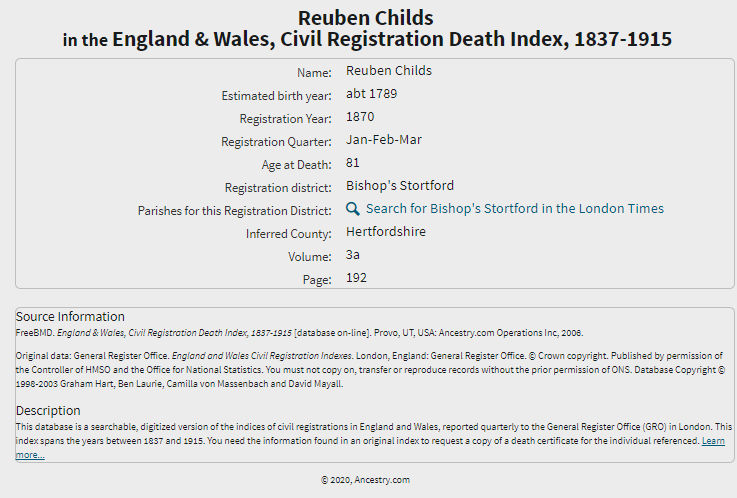 Reuben Childs
in the England & Wales, Civil Registration Death Index, 1837-1915
Name: Reuben Childs
Estimated birth year: abt 1789
Registration Year: 1870
Registration Quarter: Jan-Feb-Mar
Age at Death: 81
Registration district: Bishop's Stortford
Parishes for this Registration District: Search for Bishop's Stortford in the London Times
Inferred County: Hertfordshire
Volume: 3a
Page: 192
Source Information
FreeBMD. England & Wales, Civil Registration Death Index, 1837-1915 [database on-line]. Provo, UT, USA: Ancestry.com Operations Inc, 2006.
Original data: General Register Office. England and Wales Civil Registration Indexes. London, England: General Register Office. © Crown copyright. Published by permission of
the Controller of HMSO and the Office for National Statistics. You must not copy on, transfer or reproduce records without the prior permission of ONS. Database Copyright ©
1998-2003 Graham Hart, Ben Laurie, Camilla von Massenbach and David Mayall.
Description
This database is a searchable, digitized version of the indices of civil registrations in England and Wales, reported quarterly to the General Register Office (GRO) in London. This
index spans the years between 1837 and 1915. You need the information found in an original index to request a copy of a death certificate for the individual referenced. Learn
more...
© 2020, Ancestry.com